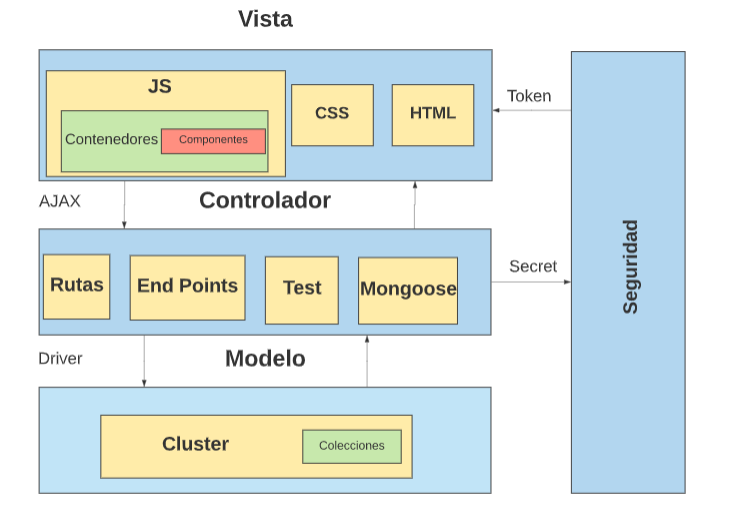 Vista
JS
Contenedores
Componentes
CSS
HTML
Token
AJAX
Controlador
Rutas
End Points
Test
Mongoose
Secret
Seguridad
Driver
Modelo
Cluster
Colecciones